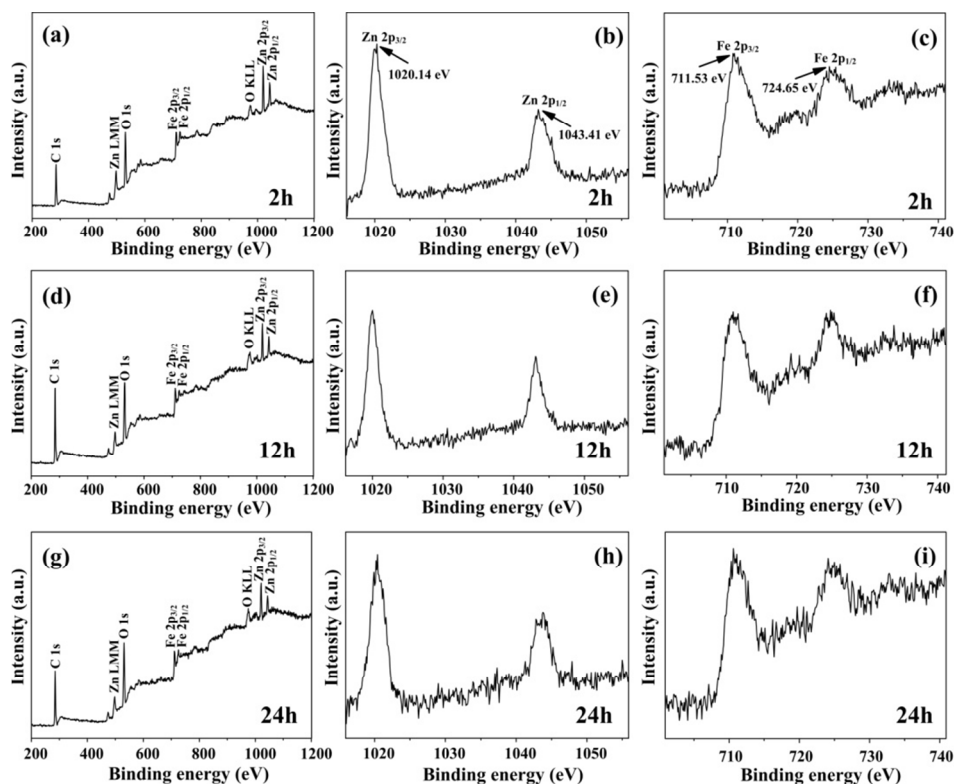 (a)
Zn 2p3/2
Zn 2p1/2
O KLL
Fe 2p3/2
Fe 2p1/2
O 1s
Zn LMM
C 1s
2h
Intensity (a.u.)
200 400 600 800 1000 1200
Binding energy (eV)
(b)
Zn 2p3/2
1020.14 eV
Zn 2p1/2
1043.41 eV
2h
Intensity (a.u.)
1020 1030 1040 1050
Binding energy (eV)
(c)
Fe 2p3/2
711.53 eV
Fe 2p1/2
724.65 eV
2h
Intensity (a.u.)
710 720 730 740
Binding energy (eV)
(d)
Zn 2p3/2
Zn 2p1/2
O KLL
Fe 2p3/2
Fe 2p1/2
O 1s
Zn LMM
C 1s
12h
Intensity (a.u.)
200 400 600 800 1000 1200
Binding energy (eV)
(e)
12h
Intensity (a.u.)
1020 1030 1040 1050
Binding energy (eV)
(f)
12h
Intensity (a.u.)
710 720 730 740
Binding energy (eV)
(g)
Zn 2p3/2
Zn 2p1/2
O KLL
Fe 2p3/2
Fe 2p1/2
O 1s
Zn LMM
C 1s
24h
Intensity (a.u.)
200 400 600 800 1000 1200
Binding energy (eV)
(h)
24h
Intensity (a.u.)
1020 1030 1040 1050
Binding energy (eV)
(i)
24h
Intensity (a.u.)
710 720 730 740
Binding energy (eV)